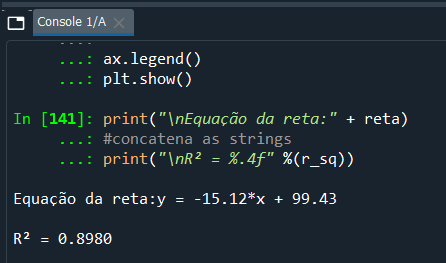 Console 1/A
...:
...: ax.legend()
...: plt.show()
In [141]: print("\nEquação da reta:" + reta)
...: #concatena as strings
...: print("\nR² = %.4f" %(r_sq))
Equação da reta:y = -15.12*x + 99.43
R² = 0.8980